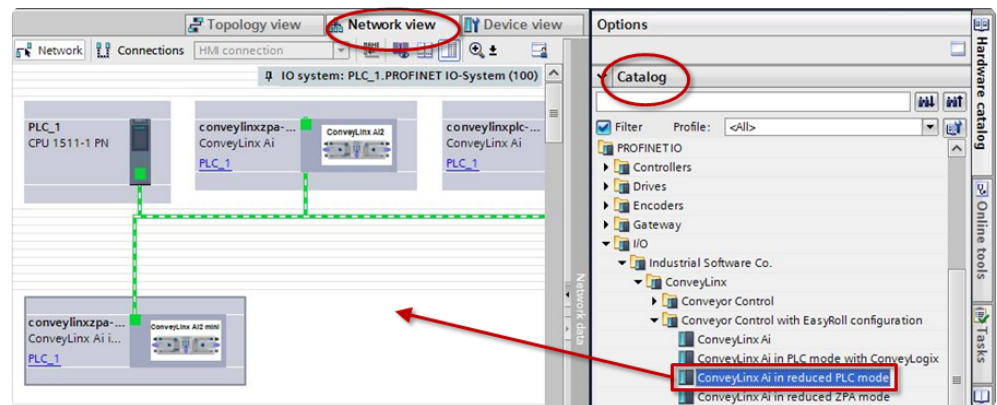 Topology view
Network view
Device view
Network
Connections
HMI connection
IO system: PLC_1.PROFINET IO-System (100)
PLC_1
CPU 1511-1 PN
conveylinxzpa-...
ConveyLinx Ai
PLC_1
ConveyLinx Ai2
conveylinxplc-...
ConveyLinx Ai
PLC_1
conveylinxzpa-...
ConveyLinx Ai i...
PLC_1
ConveyLinx Ai2 mini
Network data
Options
Catalog
Filter
Profile:
<All>
PROFINET IO
Controllers
Drives
Encoders
Gateway
I/O
Industrial Software Co.
ConveyLinx
Conveyor Control
Conveyor Control with EasyRoll configuration
ConveyLinx Ai
ConveyLinx Ai in PLC mode with ConveyLogix
ConveyLinx Ai in reduced PLC mode
ConveyLinx Ai in reduced ZPA mode
Hardware catalog
Online tools
Tasks